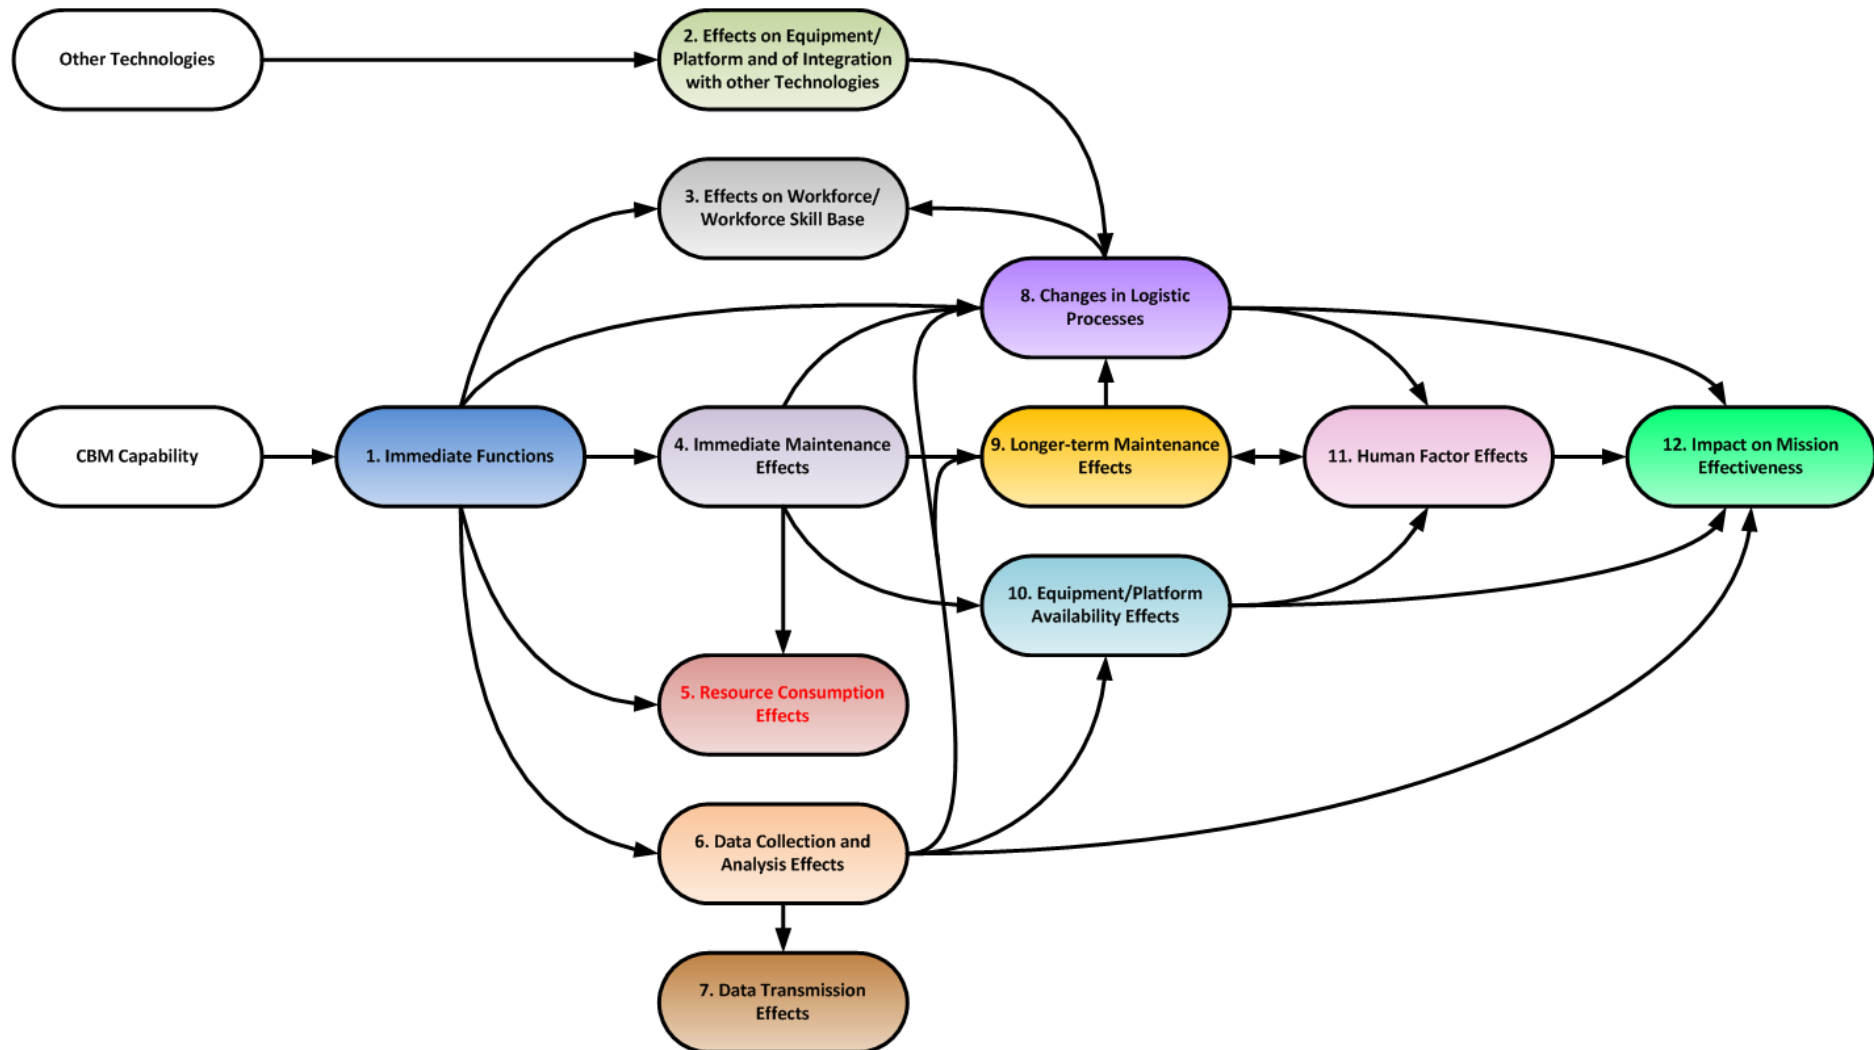 Other Technologies
2. Effects on Equipment/
Platform and of Integration
with other Technologies
3. Effects on Workforce/
Workforce Skill Base
8. Changes in Logistic
Processes
CBM Capability
1. Immediate Functions
4. Immediate Maintenance
Effects
9. Longer-term Maintenance
Effects
11. Human Factor Effects
12. Impact on Mission
Effectiveness
10. Equipment/Platform
Availability Effects
5. Resource Consumption
Effects
6. Data Collection and
Analysis Effects
7. Data Transmission
Effects